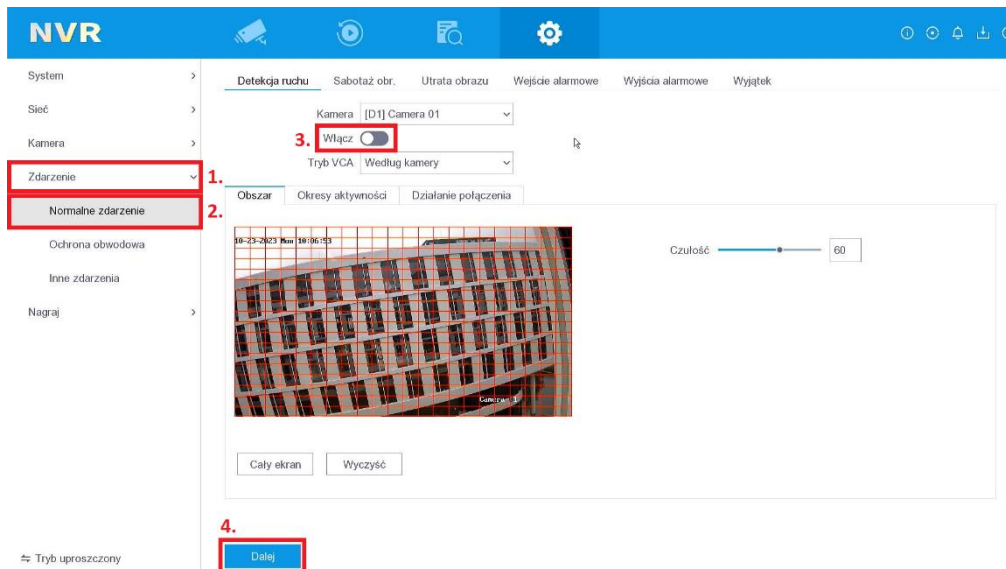 NVR
System
Sieć
Kamera
Zdarzenie
1.
Normalne zdarzenie
2.
Ochrona obwodowa
Inne zdarzenia
Nagraj
Tryb uproszczony
Detekcja ruchu Sabotaż obr. Utrata obrazu Wejście alarmowe Wyjścia alarmowe Wyjątek
Kamera [D1] Camera 01
3. Włącz
Tryb VCA Według kamery
Obszar Okresy aktywności Działanie połączenia
10-23-2023 Mon 10:06:53
Camera 1
Czułość 60
Cały ekran Wyczyść
4.
Dalej